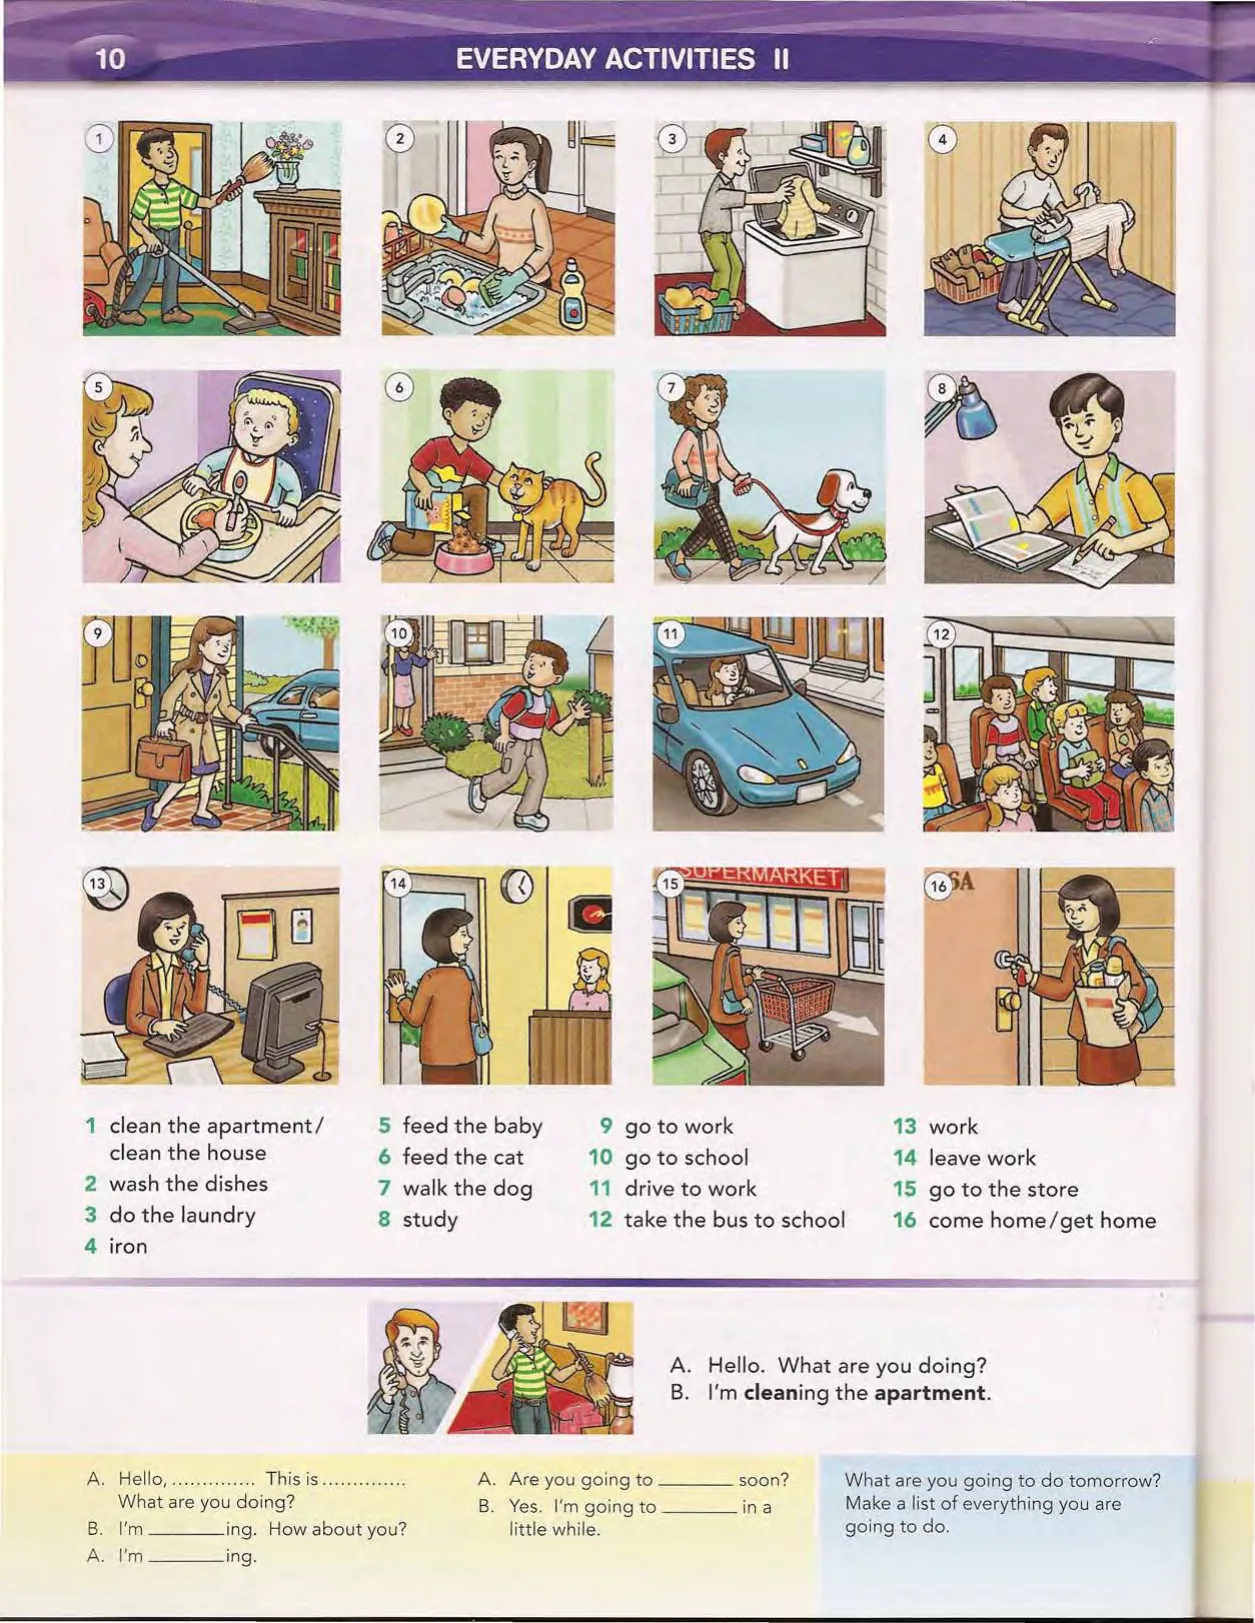 10
EVERYDAY ACTIVITIES II
1
2
3
4
5
6
7
8
9
10
11
12
13
14
15
SUPERMARKET
16
6A
1 clean the apartment/
clean the house
2 wash the dishes
3 do the laundry
4 iron
5 feed the baby
6 feed the cat
7 walk the dog
8 study
9 go to work
10 go to school
11 drive to work
12 take the bus to school
13 work
14 leave work
15 go to the store
16 come home/get home
A. Hello. What are you doing?
B. I'm cleaning the apartment.
A. Hello, .............. This is ..............
What are you doing?
B. I'm ________ing. How about you?
A. I'm ________ing.
A. Are you going to ________ soon?
B. Yes. I'm going to ________ in a
little while.
What are you going to do tomorrow?
Make a list of everything you are
going to do.